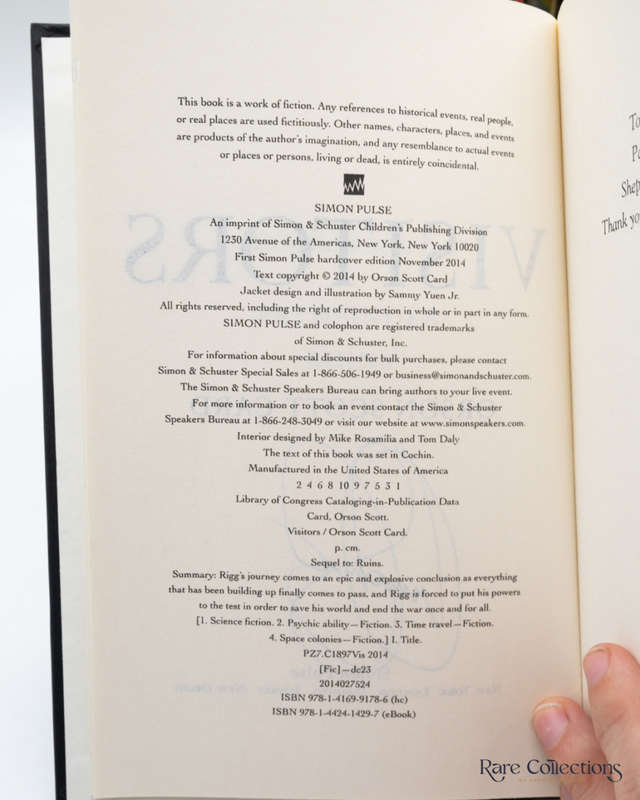 This book is a work of fiction. Any references to historical events, real people,
or real places are used fictitiously. Other names, characters, places, and events
are products of the author's imagination, and any resemblance to actual events
or places or persons, living or dead, is entirely coincidental.
SIMON PULSE
An imprint of Simon & Schuster Children's Publishing Division
1230 Avenue of the Americas, New York, New York 10020
First Simon Pulse hardcover edition November 2014
Text copyright © 2014 by Orson Scott Card
Jacket design and illustration by Sammy Yuen Jr.
All rights reserved, including the right of reproduction in whole or in part in any form.
SIMON PULSE and colophon are registered trademarks
of Simon & Schuster, Inc.
For information about special discounts for bulk purchases, please contact
Simon & Schuster Special Sales at 1-866-506-1949 or business@simonandschuster.com.
The Simon & Schuster Speakers Bureau can bring authors to your live event.
For more information or to book an event contact the Simon & Schuster
Speakers Bureau at 1-866-248-3049 or visit our website at www.simonspeakers.com.
Interior designed by Mike Rosamilia and Tom Daly
The text of this book was set in Cochin.
Manufactured in the United States of America
2 4 6 8 10 9 7 5 3 1
Library of Congress Cataloging-in-Publication Data
Card, Orson Scott.
Visitors / Orson Scott Card.
p. cm.
Sequel to: Ruins.
Summary: Rigg's journey comes to an epic and explosive conclusion as everything
that has been building up finally comes to pass, and Rigg is forced to put his powers
to the test in order to save his world and end the war once and for all.
[1. Science fiction. 2. Psychic ability—Fiction. 3. Time travel—Fiction.
4. Space colonies—Fiction.] I. Title.
PZ7.C1897Vis 2014
[Fic]—dc23
2014027524
ISBN 978-1-4169-9178-6 (hc)
ISBN 978-1-4424-1429-7 (eBook)
To
Thank yo
Rare Collections